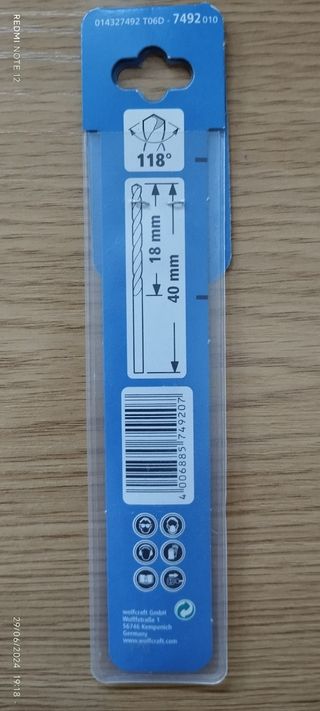 014327492 T06D - 7492 010
118°
18 mm
40 mm
4 006885 749207
wolfcraft GmbH
Wolffstraße 1
56746 Kempenich
Germany
www.wolfcraft.com
REDMI NOTE 12
29/06/2024 19:18